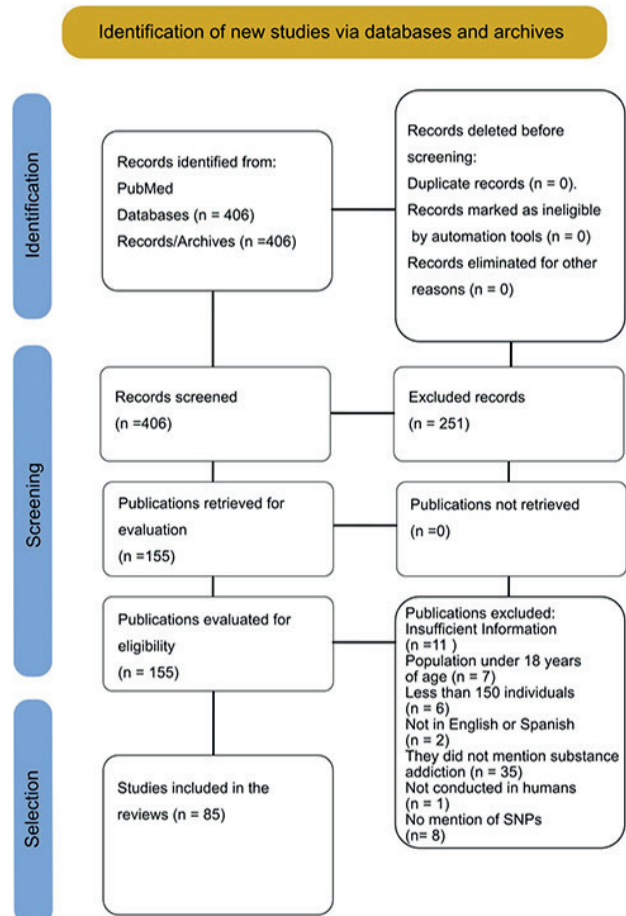 Identification of new studies via databases and archives
Identification
Records identified from:
PubMed
Databases (n = 406)
Records/Archives (n =406)
Records deleted before
screening:
Duplicate records (n = 0).
Records marked as ineligible
by automation tools (n = 0)
Records eliminated for other
reasons (n = 0)
Screening
Records screened
(n =406)
Excluded records
(n = 251)
Publications retrieved for
evaluation
(n =155)
Publications not retrieved
(n =0)
Publications evaluated for
eligibility
(n = 155)
Publications excluded:
Insufficient Information
(n =11 )
Population under 18 years
of age (n = 7)
Less than 150 individuals
(n = 6)
Not in English or Spanish
(n = 2)
They did not mention substance
addiction (n = 35)
Not conducted in humans
(n = 1)
No mention of SNPs
(n= 8)
Selection
Studies included in the
reviews (n = 85)